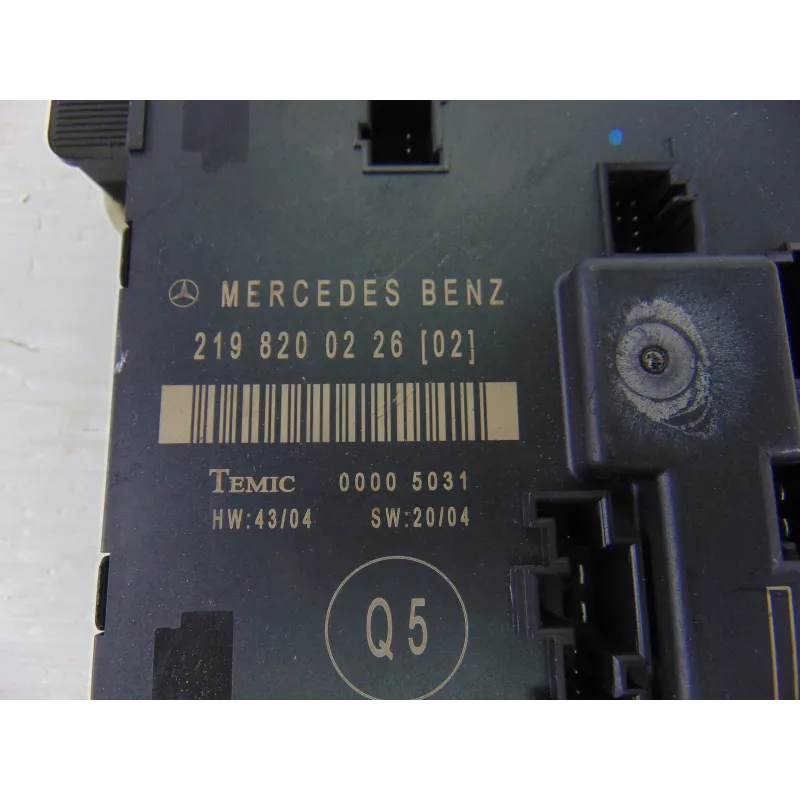 MERCEDES BENZ
219 820 02 26 [02]
TEMIC 0000 5031
HW:43/04 SW:20/04
Q5